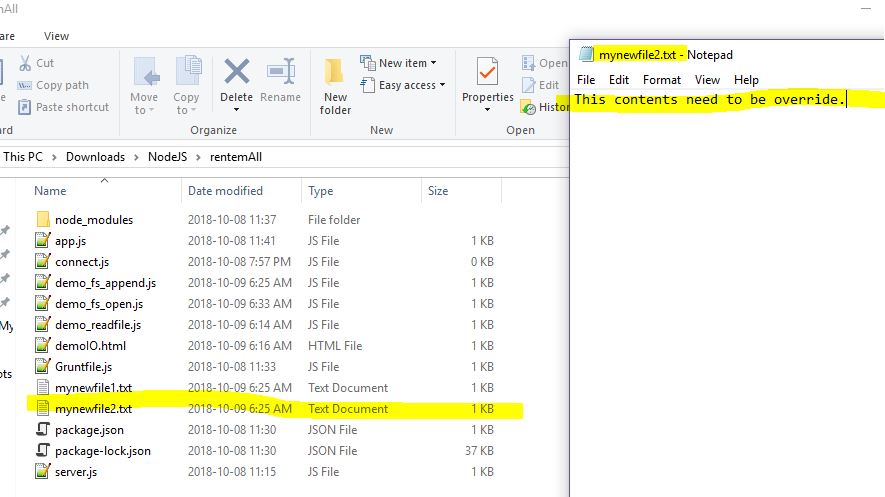 mAll
are View
Cut
Copy path
Paste shortcut
Move to
Copy to
Delete
Rename
New folder
New item
Easy access
Properties
Open
Edit
Histor
rd
Organize
New
Open
This PC > Downloads > NodeJS > rentemAll
Name Date modified Type Size
node_modules 2018-10-08 11:37 File folder
app.js 2018-10-08 11:41 JS File 1 KB
connect.js 2018-10-08 7:57 PM JS File 0 KB
demo_fs_append.js 2018-10-09 6:25 AM JS File 1 KB
demo_fs_open.js 2018-10-09 6:33 AM JS File 1 KB
demo_readfile.js 2018-10-09 6:14 AM JS File 1 KB
demoIO.html 2018-10-09 6:16 AM HTML File 1 KB
Gruntfile.js 2018-10-08 11:33 JS File 1 KB
mynewfile1.txt 2018-10-09 6:25 AM Text Document 1 KB
mynewfile2.txt 2018-10-09 6:25 AM Text Document 1 KB
package.json 2018-10-08 11:30 JSON File 1 KB
package-lock.json 2018-10-08 11:30 JSON File 37 KB
server.js 2018-10-08 11:15 JS File 1 KB
My
ots
mynewfile2.txt - Notepad
File Edit Format View Help
This contents need to be override.